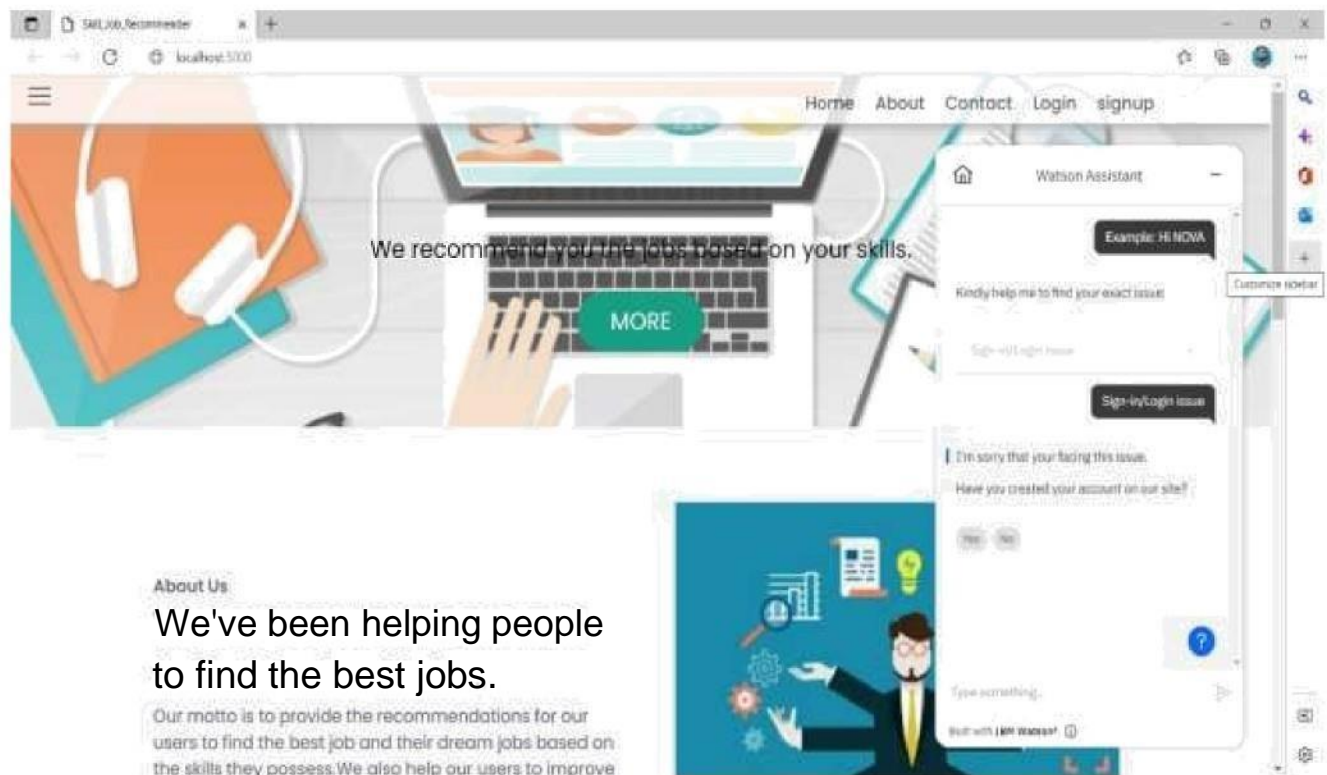 Skill_Job_Recommender
localhost:5000
Home About Contact Login signup
We recommend you the jobs based on your skills.
MORE
Watson Assistant
Example: Hi NOVA
Kindly help me to find your exact issue:
Sign-in/Login issue
Sign-in/Login issue
I'm sorry that your facing this issue.
Have you created your account on our site?
Yes No
Type something...
Built with IBM Watson®
Customize sidebar
About Us
We've been helping people
to find the best jobs.
Our motto is to provide the recommendations for our
users to find the best job and their dream jobs based on
the skills they possess.We also help our users to improve